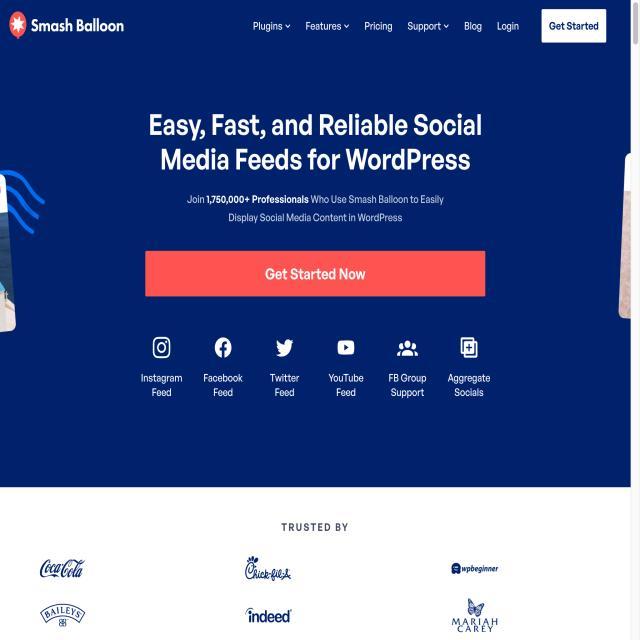 Smash Balloon
Plugins
Features
Pricing
Support
Blog
Login
Get Started
Easy, Fast, and Reliable Social
Media Feeds for WordPress
Join 1,750,000+ Professionals Who Use Smash Balloon to Easily
Display Social Media Content in WordPress
Get Started Now
Instagram
Feed
Facebook
Feed
Twitter
Feed
YouTube
Feed
FB Group
Support
Aggregate
Socials
TRUSTED BY
Coca-Cola
Chick-fil-A
wpbeginner
BAILEYS
indeed
MARIAH
CAREY